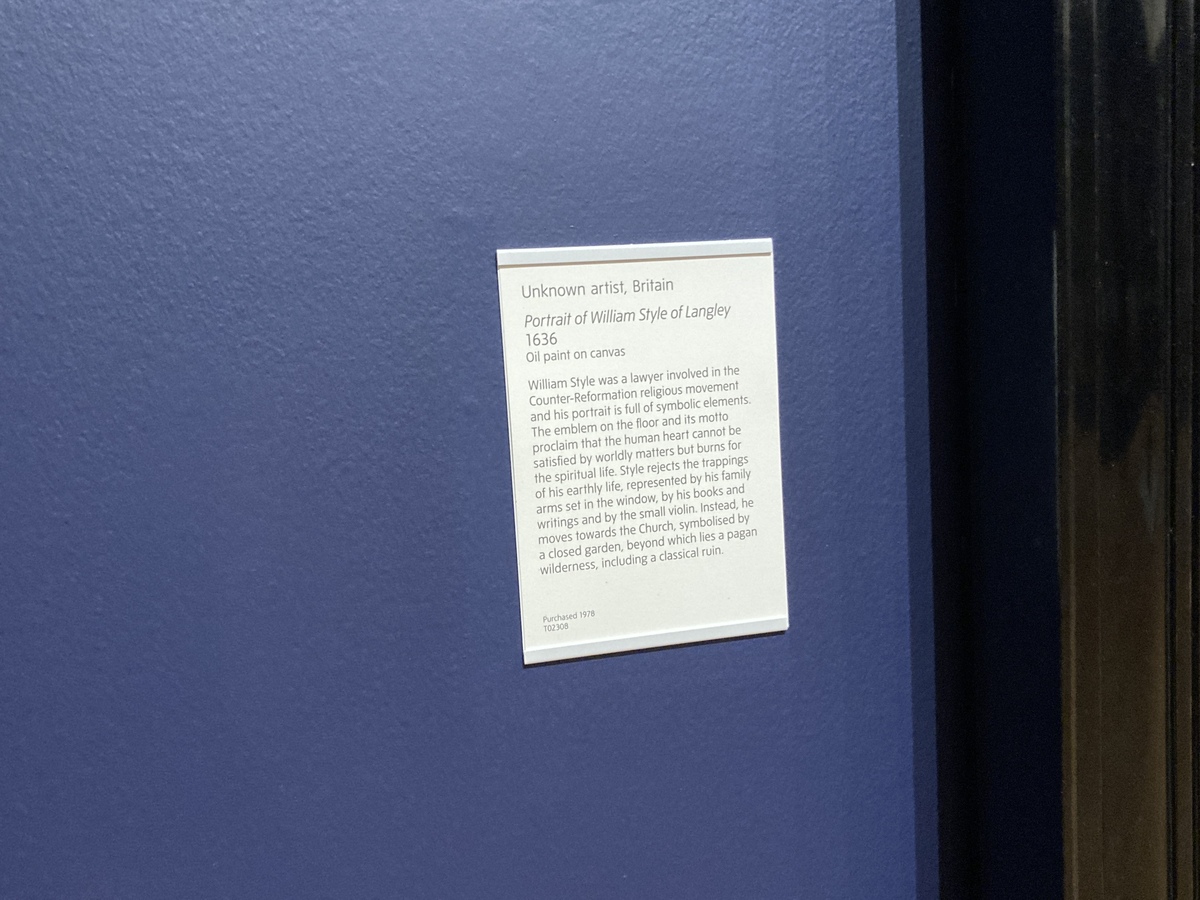 Unknown artist, Britain
Portrait of William Style of Langley
1636
Oil paint on canvas
William Style was a lawyer involved in the
Counter-Reformation religious movement
and his portrait is full of symbolic elements.
The emblem on the floor and its motto
proclaim that the human heart cannot be
satisfied by worldly matters but burns for
the spiritual life. Style rejects the trappings
of his earthly life, represented by his family
arms set in the window, by his books and
writings and by the small violin. Instead, he
moves towards the Church, symbolised by
a closed garden, beyond which lies a pagan
wilderness, including a classical ruin.
Purchased 1978
T02308